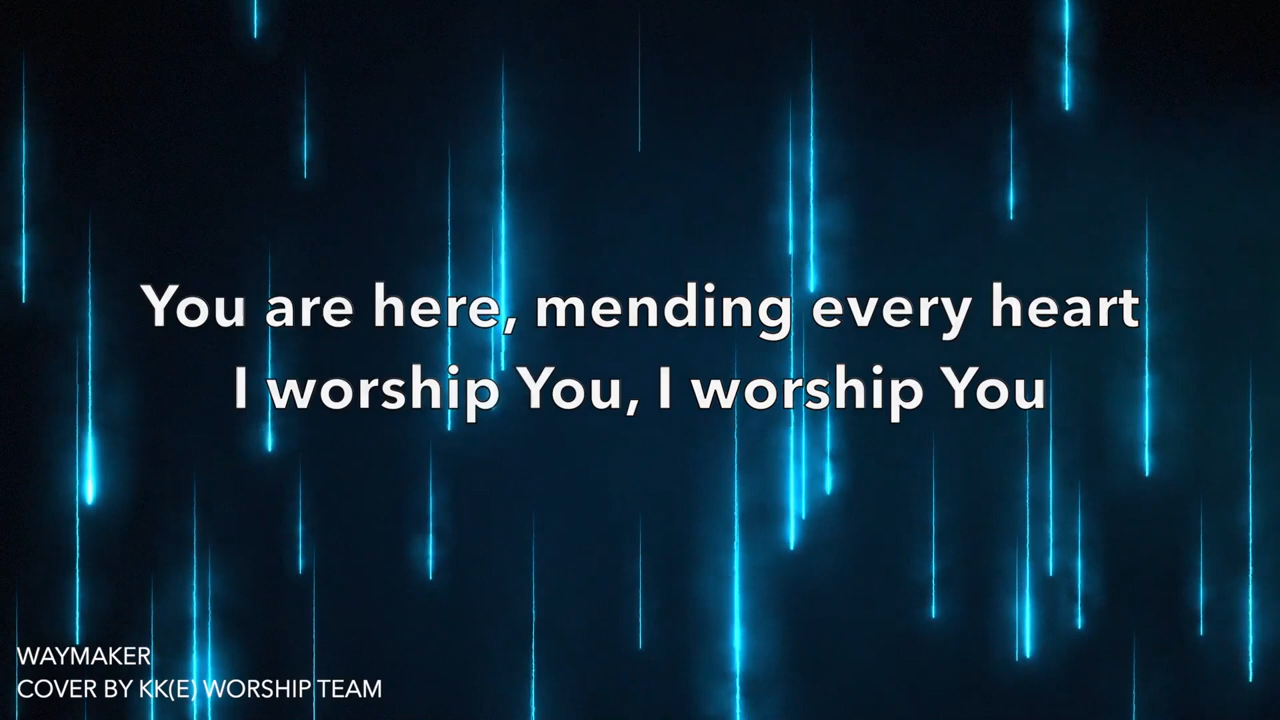 You are here, mending every heart
I worship You, I worship You
WAYMAKER
COVER BY KK(E) WORSHIP TEAM